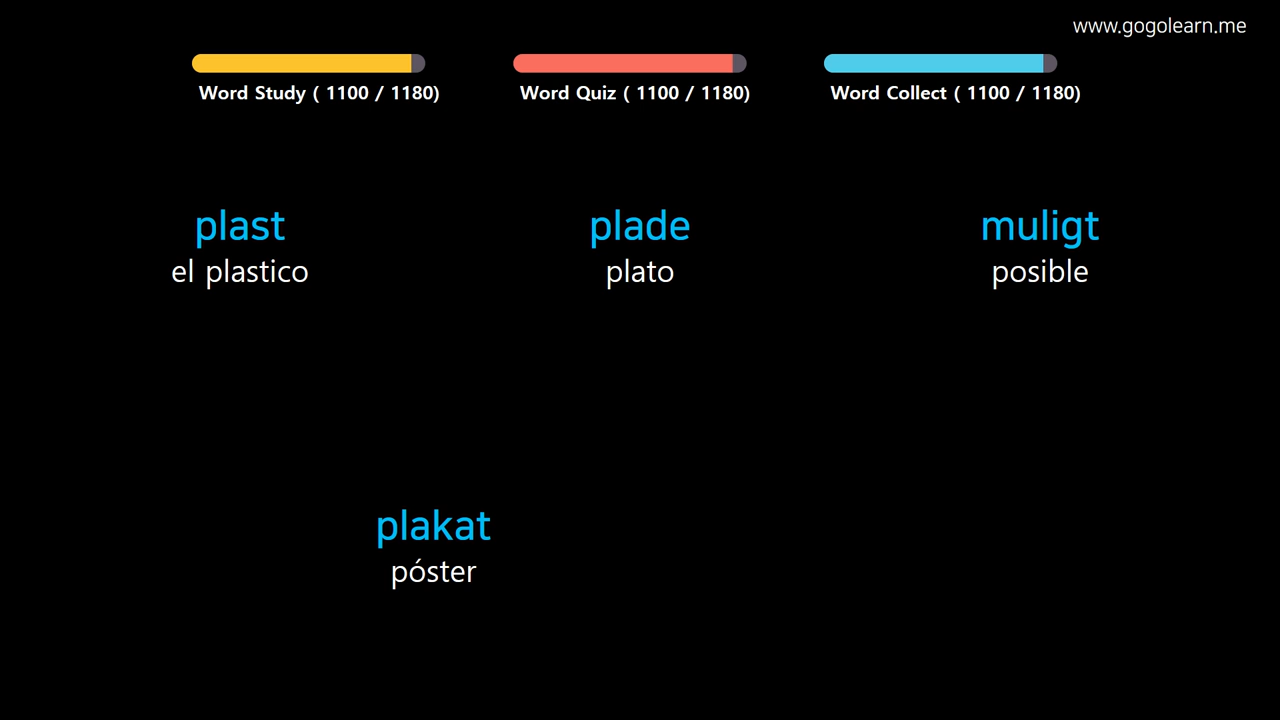 www.gogolearn.me
Word Study ( 1100 / 1180)
Word Quiz ( 1100 / 1180)
Word Collect ( 1100 / 1180)
plast
el plastico
plade
plato
muligt
posible
plakat
póster